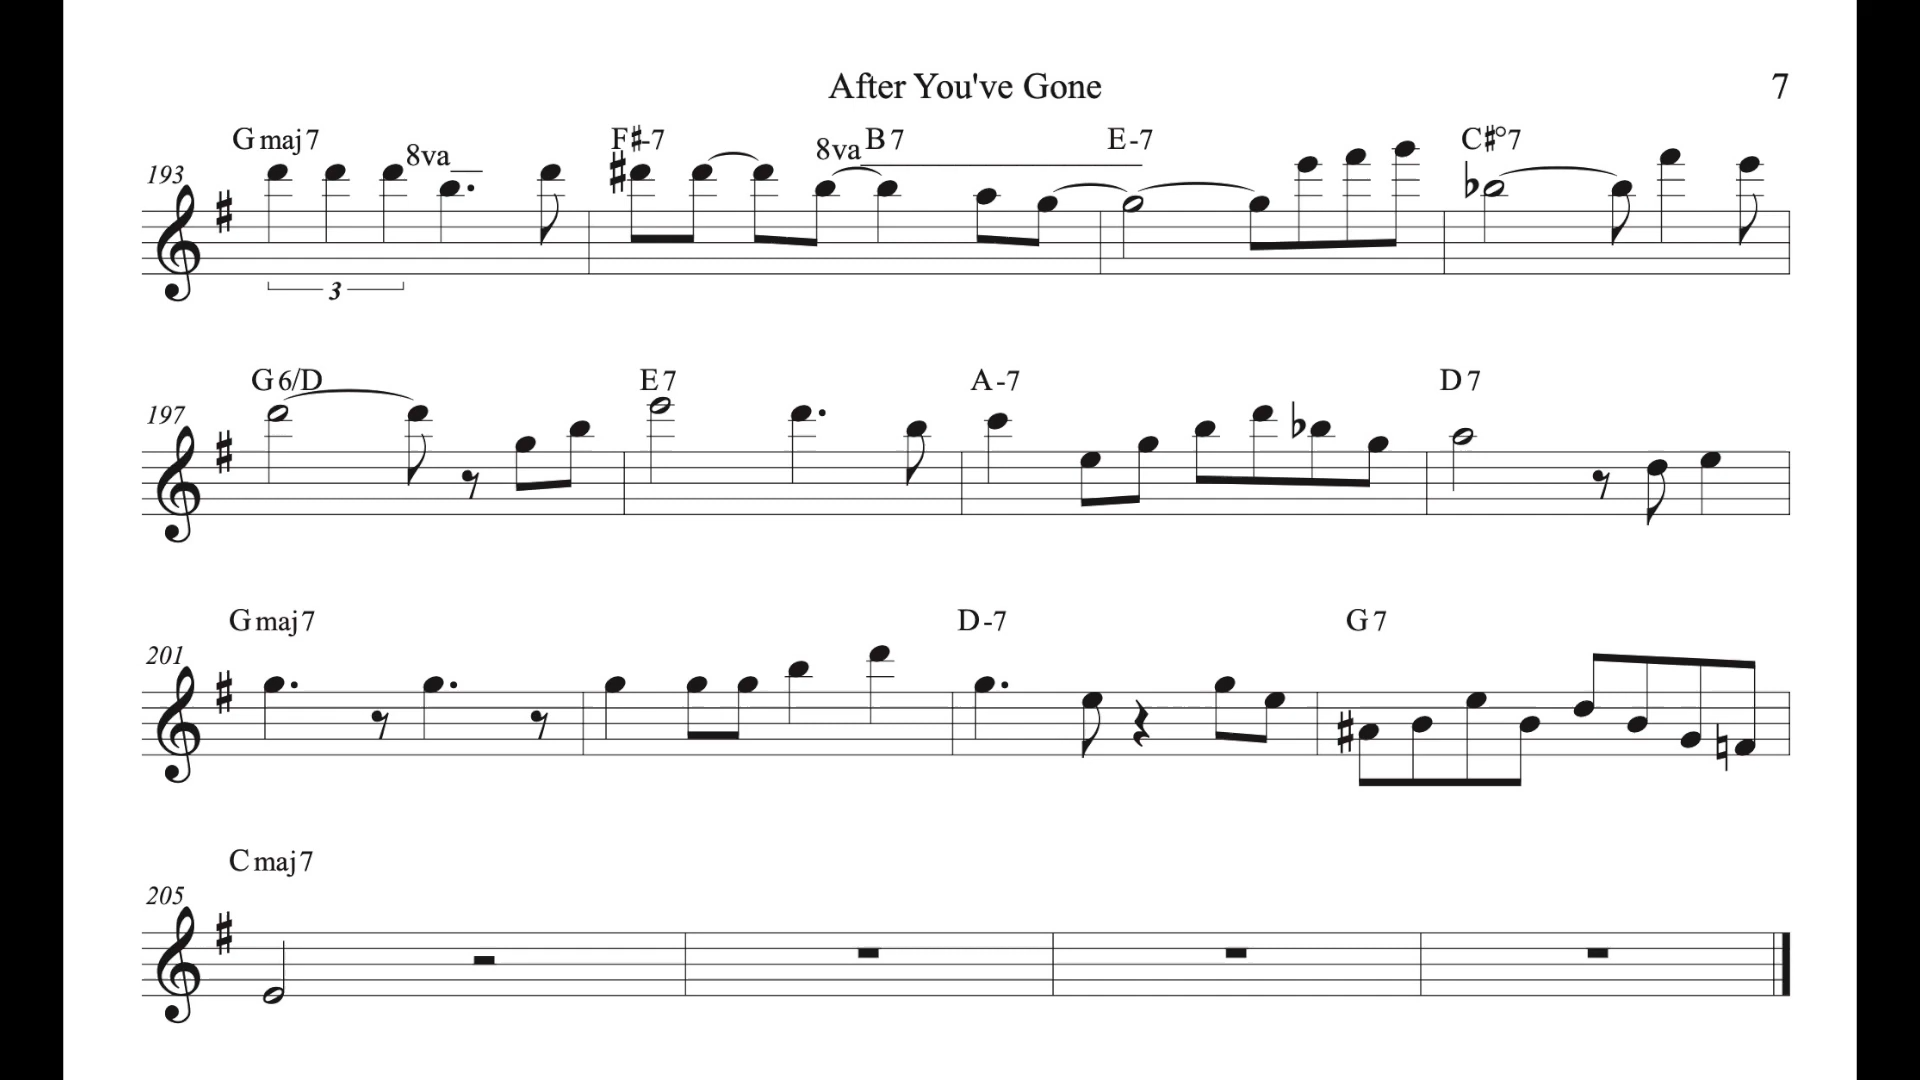 After You've Gone 7
G maj7 8va F#-7 8va B7 E-7 C#°7
193
3
G6/D E7 A-7 D7
197
G maj7 D-7 G7
201
C maj7
205